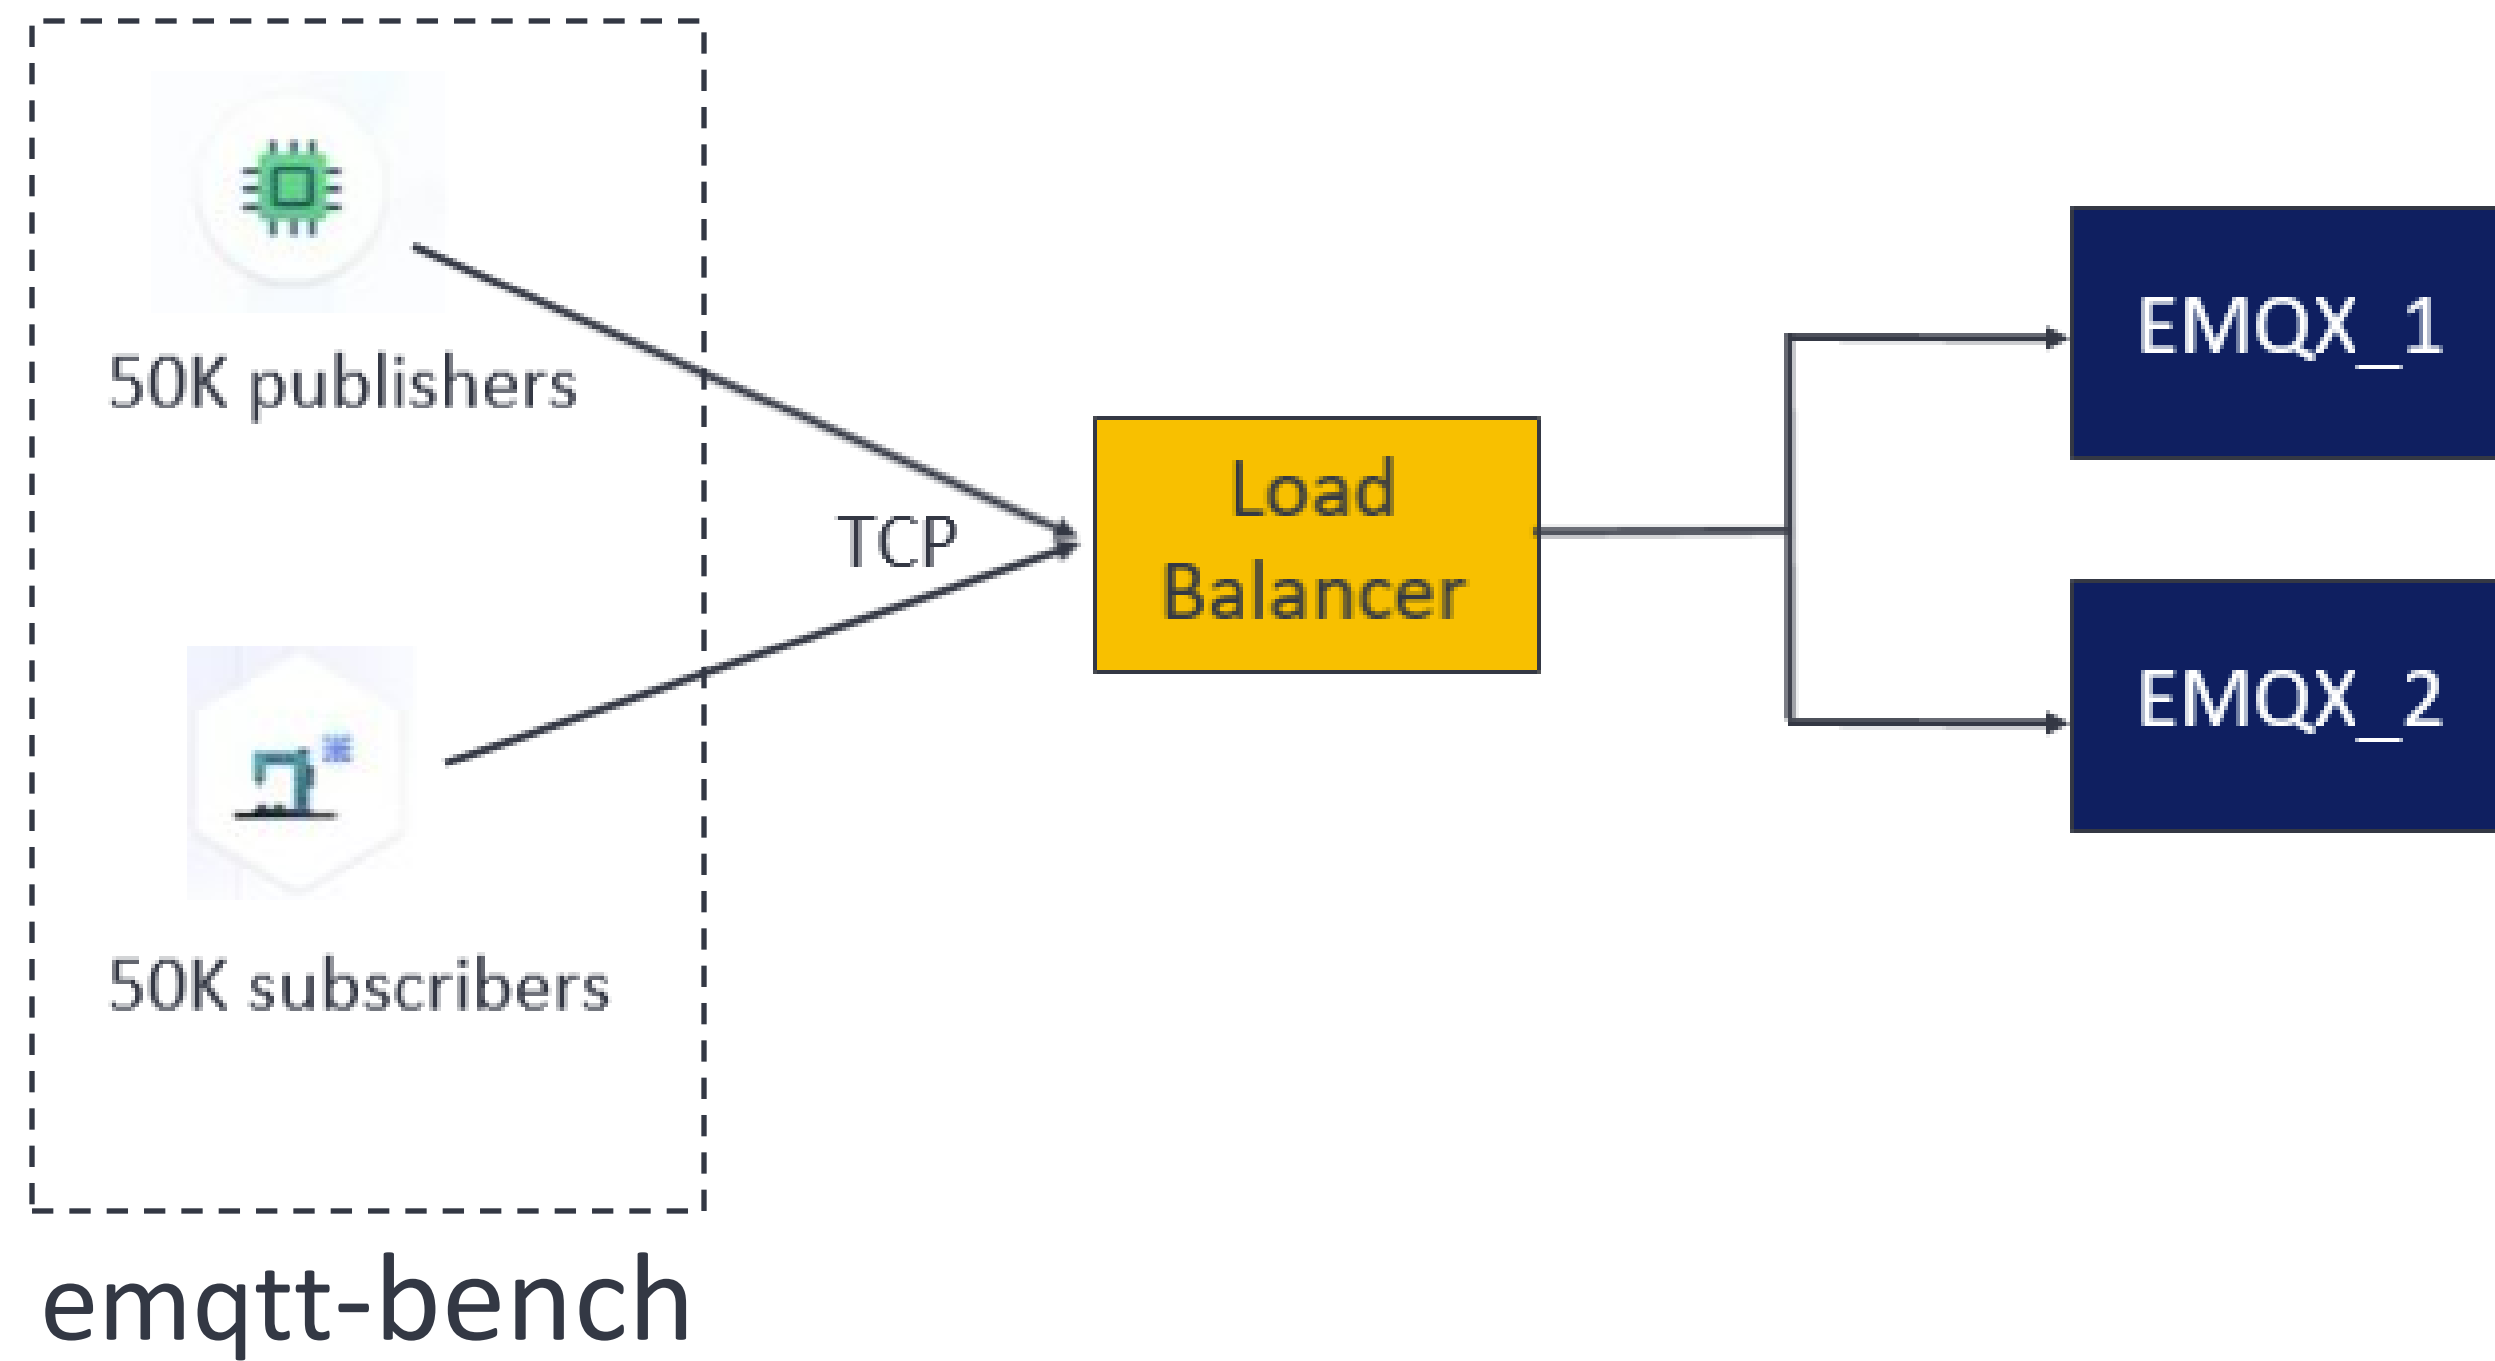 50K publishers
TCP
Load
Balancer
EMQX_1
EMQX_2
50K subscribers
emqtt-bench